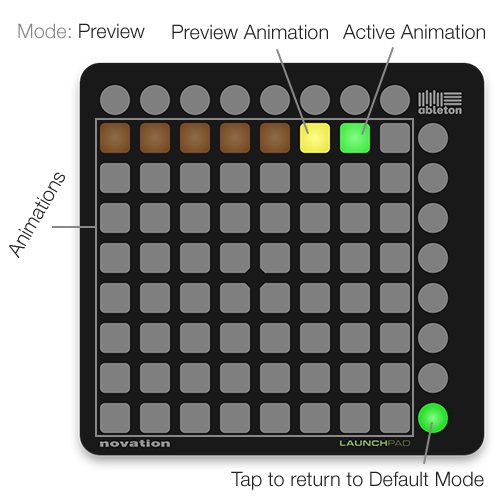 Mode: Preview
Preview Animation
Active Animation
ableton
Animations
novation
LAUNCHPAD
Tap to return to Default Mode